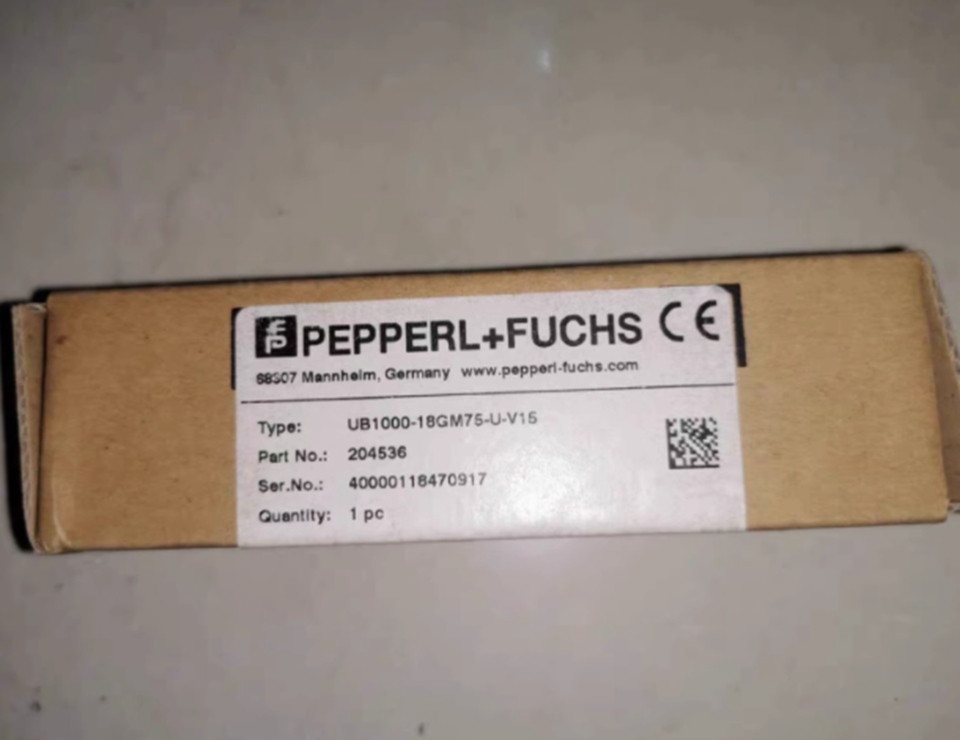 PEPPERL+FUCHS CE
68307 Mannheim, Germany www.pepperl-fuchs.com
Type: UB1000-18GM75-U-V15
Part No.: 204536
Ser.No.: 40000118470917
Quantity: 1 pc